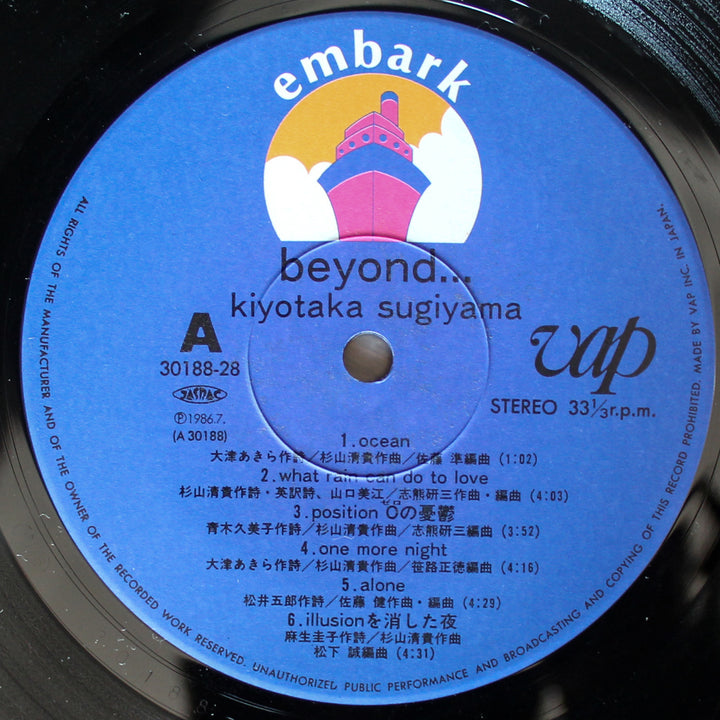 embark
beyond...
kiyotaka sugiyama
A
30188-28
JASRAC
Ⓟ1986.7.
(A 30188)
vap
STEREO 33⅓r.p.m.
1.ocean
大津あきら作詩/杉山清貴作曲/佐藤 準編曲 (1:02)
2.what rain can do to love
杉山清貴作詩・英訳詩、山口美江/志熊研三作曲・編曲 (4:03)
ゼロ
3.position Oの憂鬱
青木久美子作詩/杉山清貴作曲/志熊研三編曲 (3:52)
4.one more night
大津あきら作詩/杉山清貴作曲/笹路正徳編曲 (4:16)
5.alone
松井五郎作詩/佐藤 健作曲・編曲 (4:29)
6.illusionを消した夜
麻生圭子作詩/杉山清貴作曲
松下 誠編曲 (4:31)
ALL RIGHTS OF THE MANUFACTURER AND OF THE OWNER OF THE RECORDED WORK RESERVED. UNAUTHORIZED PUBLIC PERFORMANCE AND BROADCASTING AND COPYING OF THIS RECORD PROHIBITED. MADE BY VAP INC. IN JAPAN.